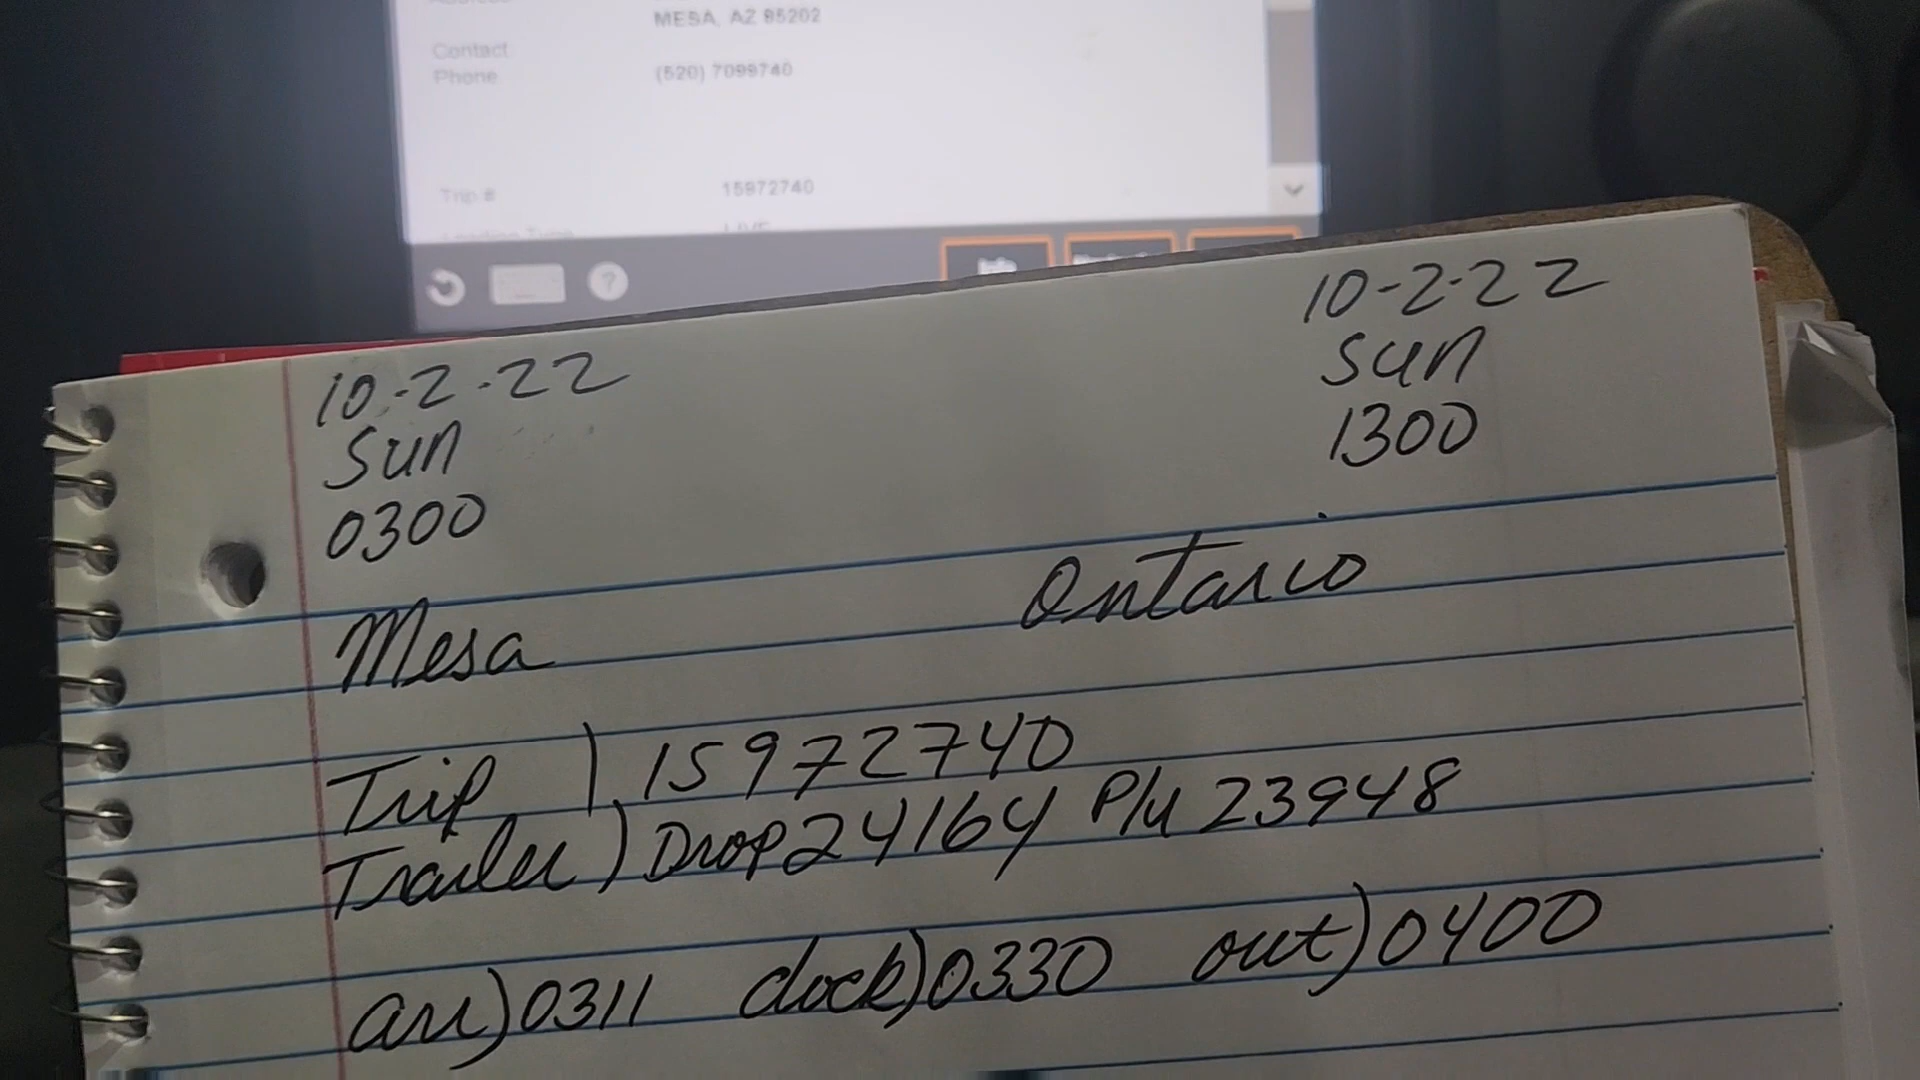 MESA, AZ 85202
Contact
Phone
(520) 7099740
Trip #
15972740
?
10-2-22
10-2-22
Sun
Sun
0300
1300
Mesa
Ontario
Trip ) 15972740
Trailer ) Drop 24164 P/u 23948
arr) 0311 dock) 0330 out) 0400